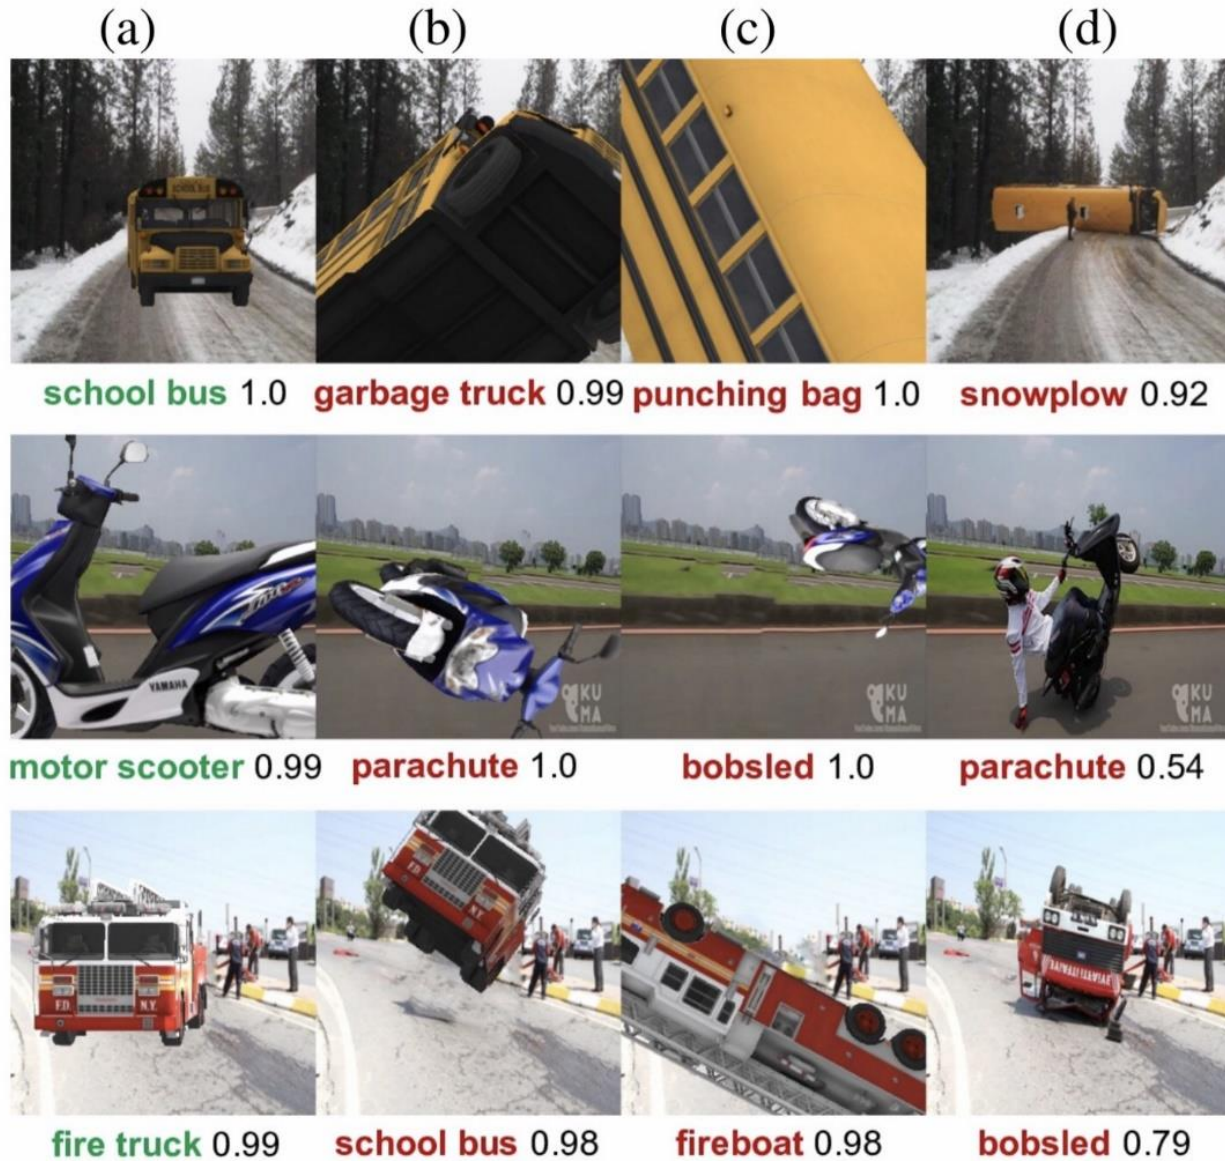 (a) (b) (c) (d)
SCHOOL BUS
school bus 1.0 garbage truck 0.99 punching bag 1.0 snowplow 0.92
YAMAHA
KU
MA
KU
MA
KU
MA
motor scooter 0.99 parachute 1.0 bobsled 1.0 parachute 0.54
F.D. N.Y.
F.D. N.Y.
fire truck 0.99 school bus 0.98 fireboat 0.98 bobsled 0.79